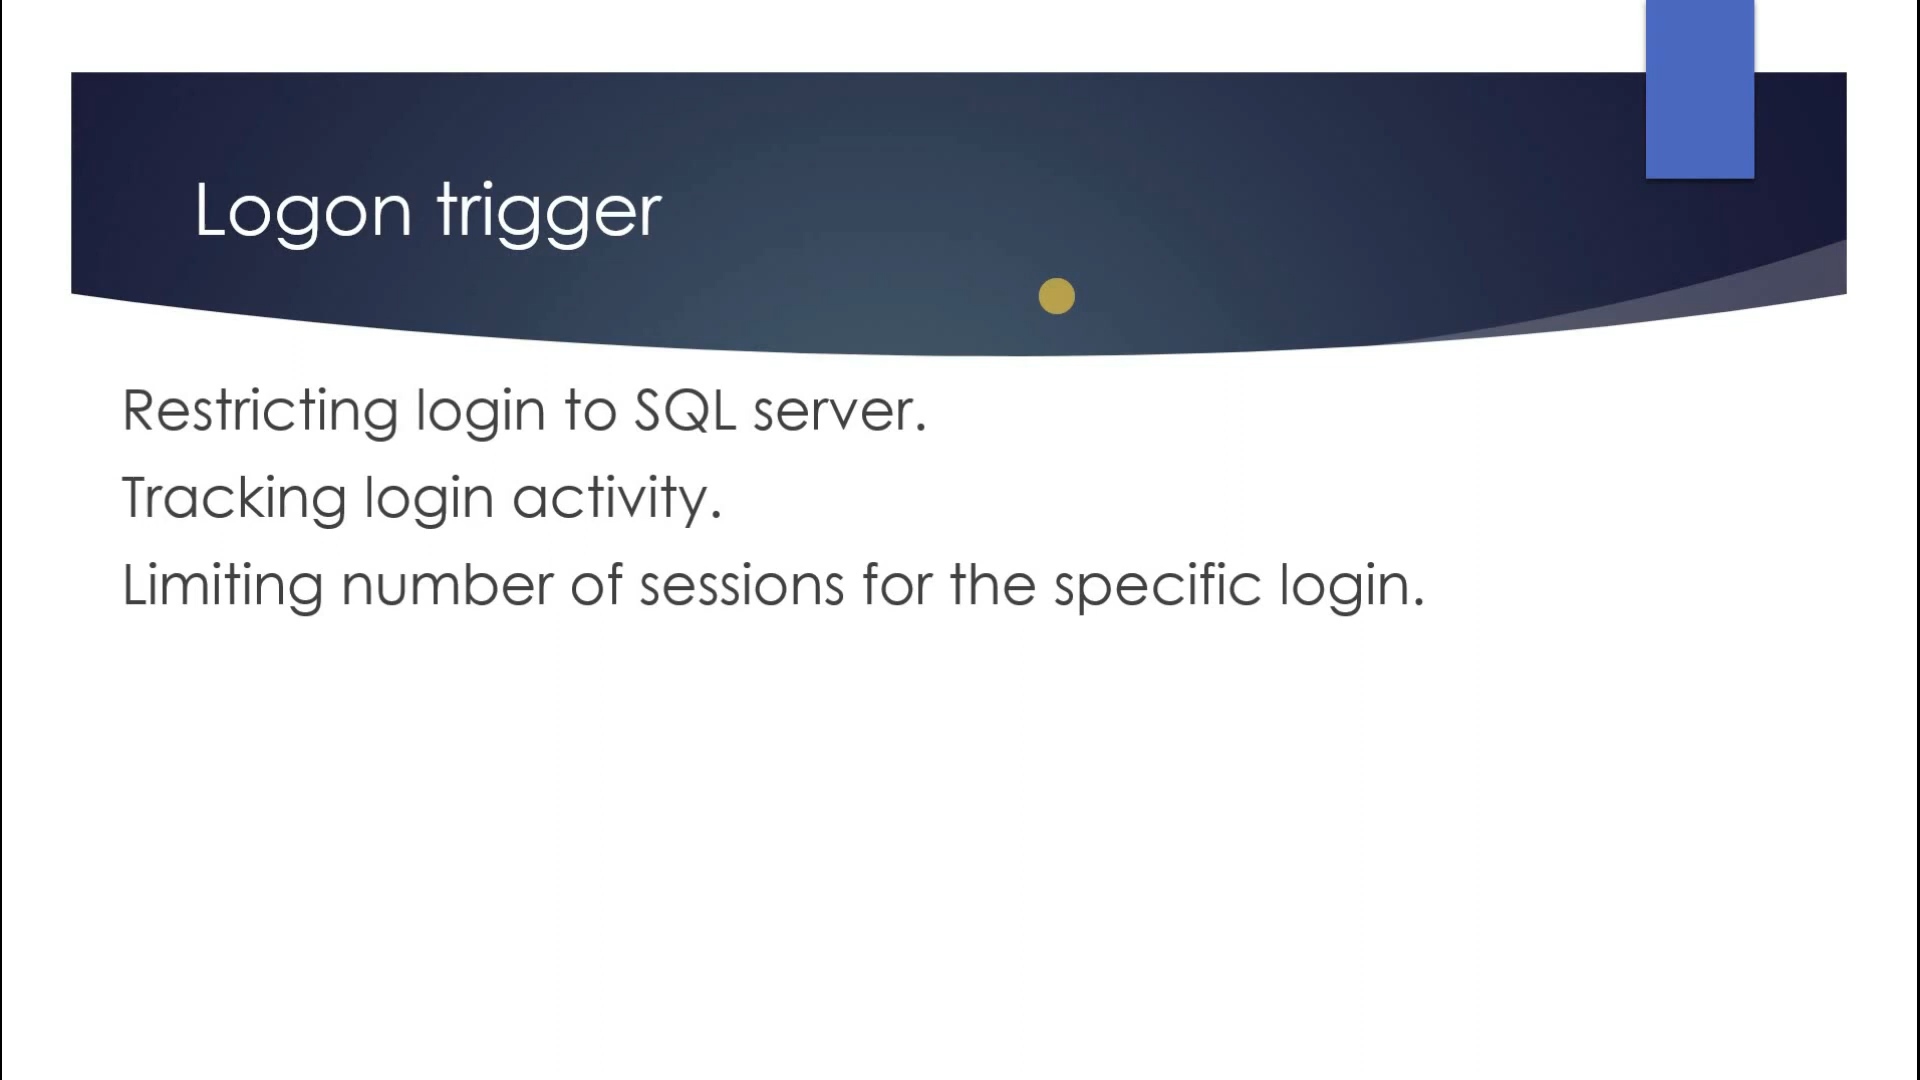 Logon trigger
Restricting login to SQL server.
Tracking login activity.
Limiting number of sessions for the specific login.